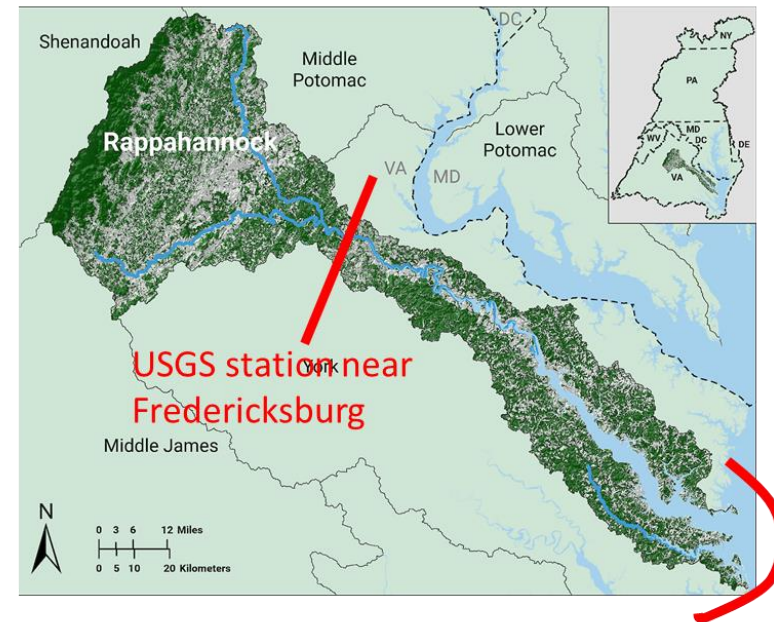 Shenandoah
Middle
Potomac
DC
Rappahannock
Lower
Potomac
VA
MD
NY
PA
MD
WV
DC
DE
VA
USGS station near
York
Fredericksburg
Middle James
N
0 3 6 12 Miles
0 5 10 20 Kilometers